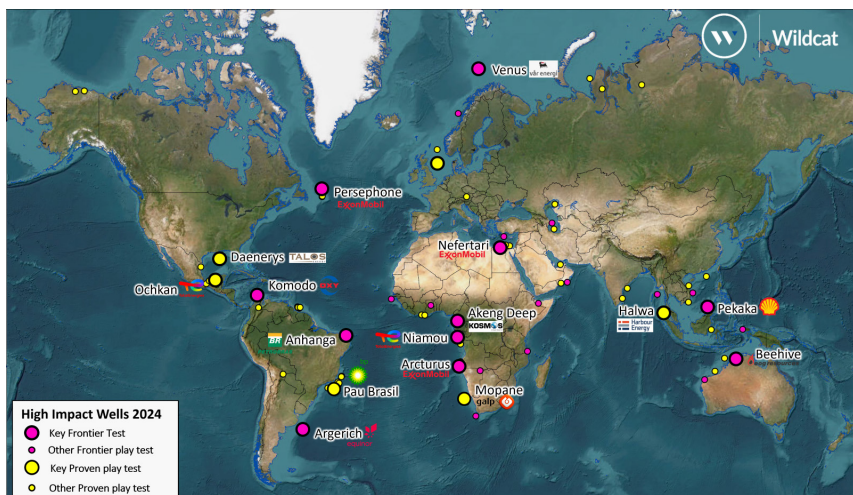 Wildcat
Venus
vår energi
Persephone
ExxonMobil
Nefertari
ExxonMobil
Daenerys
TALOS
Ochkan
Komodo
OXY
Akeng Deep
KOSMOS
Halwa
Harbour
Energy
Pekaka
BR
Anhanga
Niamou
Arcturus
ExxonMobil
Beehive
Pau Brasil
Mopane
galp
Argerich
High Impact Wells 2024
Key Frontier Test
Other Frontier play test
Key Proven play test
Other Proven play test